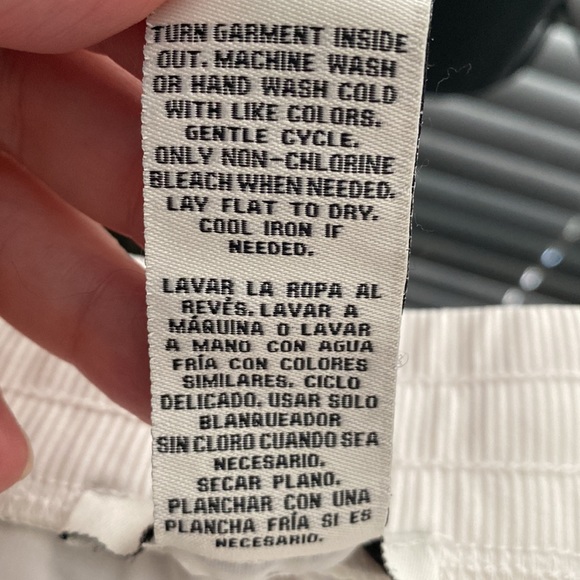 TURN GARMENT INSIDE
OUT. MACHINE WASH
OR HAND WASH COLD
WITH LIKE COLORS.
GENTLE CYCLE.
ONLY NON-CHLORINE
BLEACH WHEN NEEDED.
LAY FLAT TO DRY.
COOL IRON IF
NEEDED.
LAVAR LA ROPA AL
REVÉS. LAVAR A
MÁQUINA O LAVAR
A MANO CON AGUA
FRÍA CON COLORES
SIMILARES. CICLO
DELICADO. USAR SOLO
BLANQUEADOR
SIN CLORO CUANDO SEA
NECESARIO.
SECAR PLANO.
PLANCHAR CON UNA
PLANCHA FRÍA SI ES
NECESARIO.